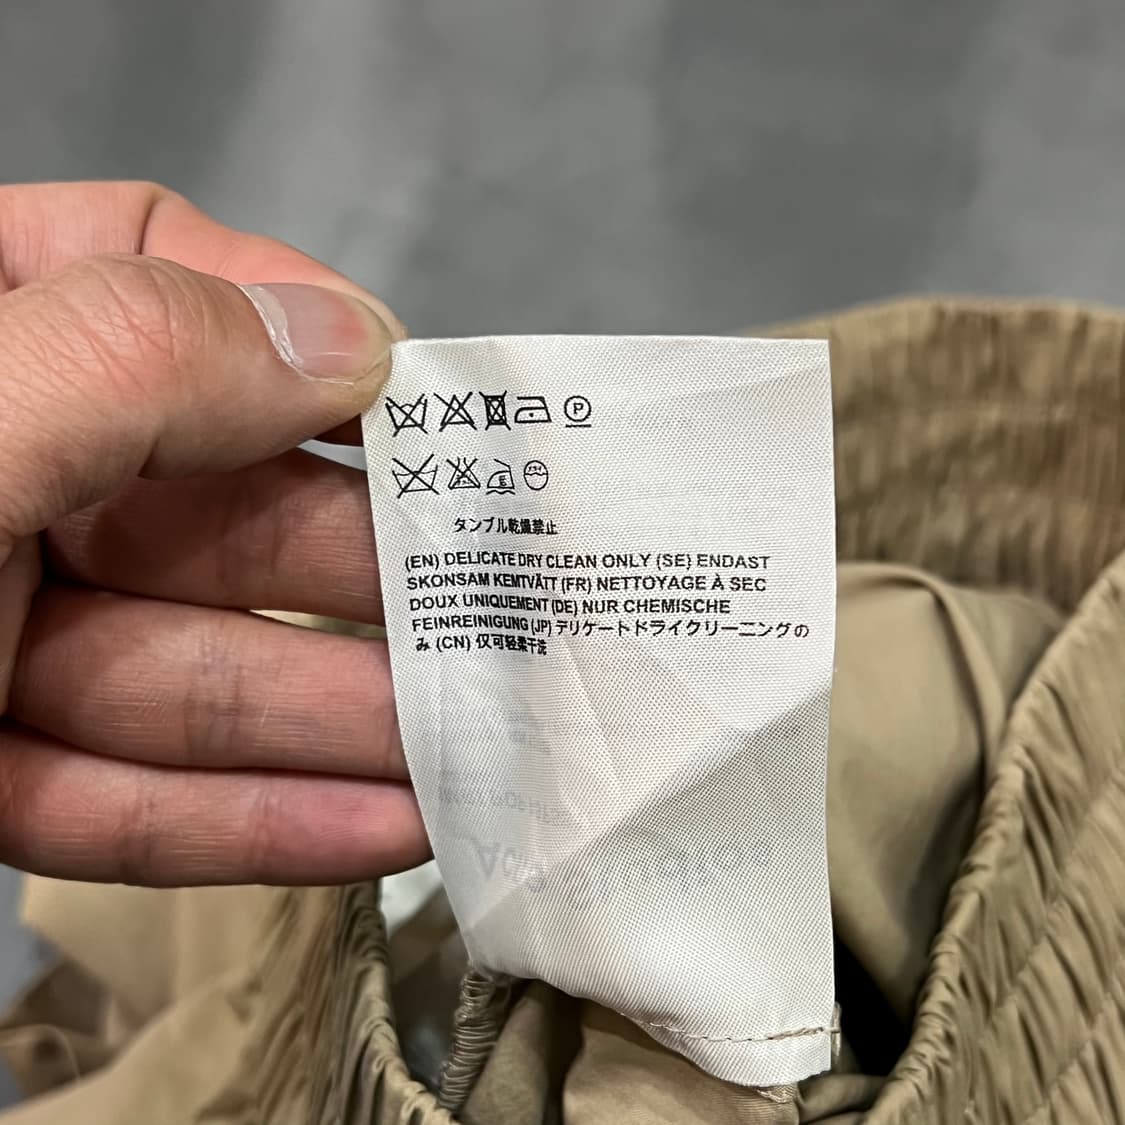 P
タンブル乾燥禁止
(EN) DELICATE DRY CLEAN ONLY (SE) ENDAST
SKONSAM KEMTVÄTT (FR) NETTOYAGE À SEC
DOUX UNIQUEMENT (DE) NUR CHEMISCHE
FEINREINIGUNG (JP) デリケートドライクリーニングの
み (CN) 仅可轻柔干洗